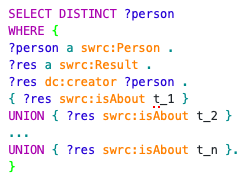 SELECT DISTINCT ?person
WHERE {
?person a swrc:Person .
?res a swrc:Result .
?res dc:creator ?person .
{ ?res swrc:isAbout t_1 }
UNION { ?res swrc:isAbout t_2 }
...
UNION { ?res swrc:isAbout t_n }.
}